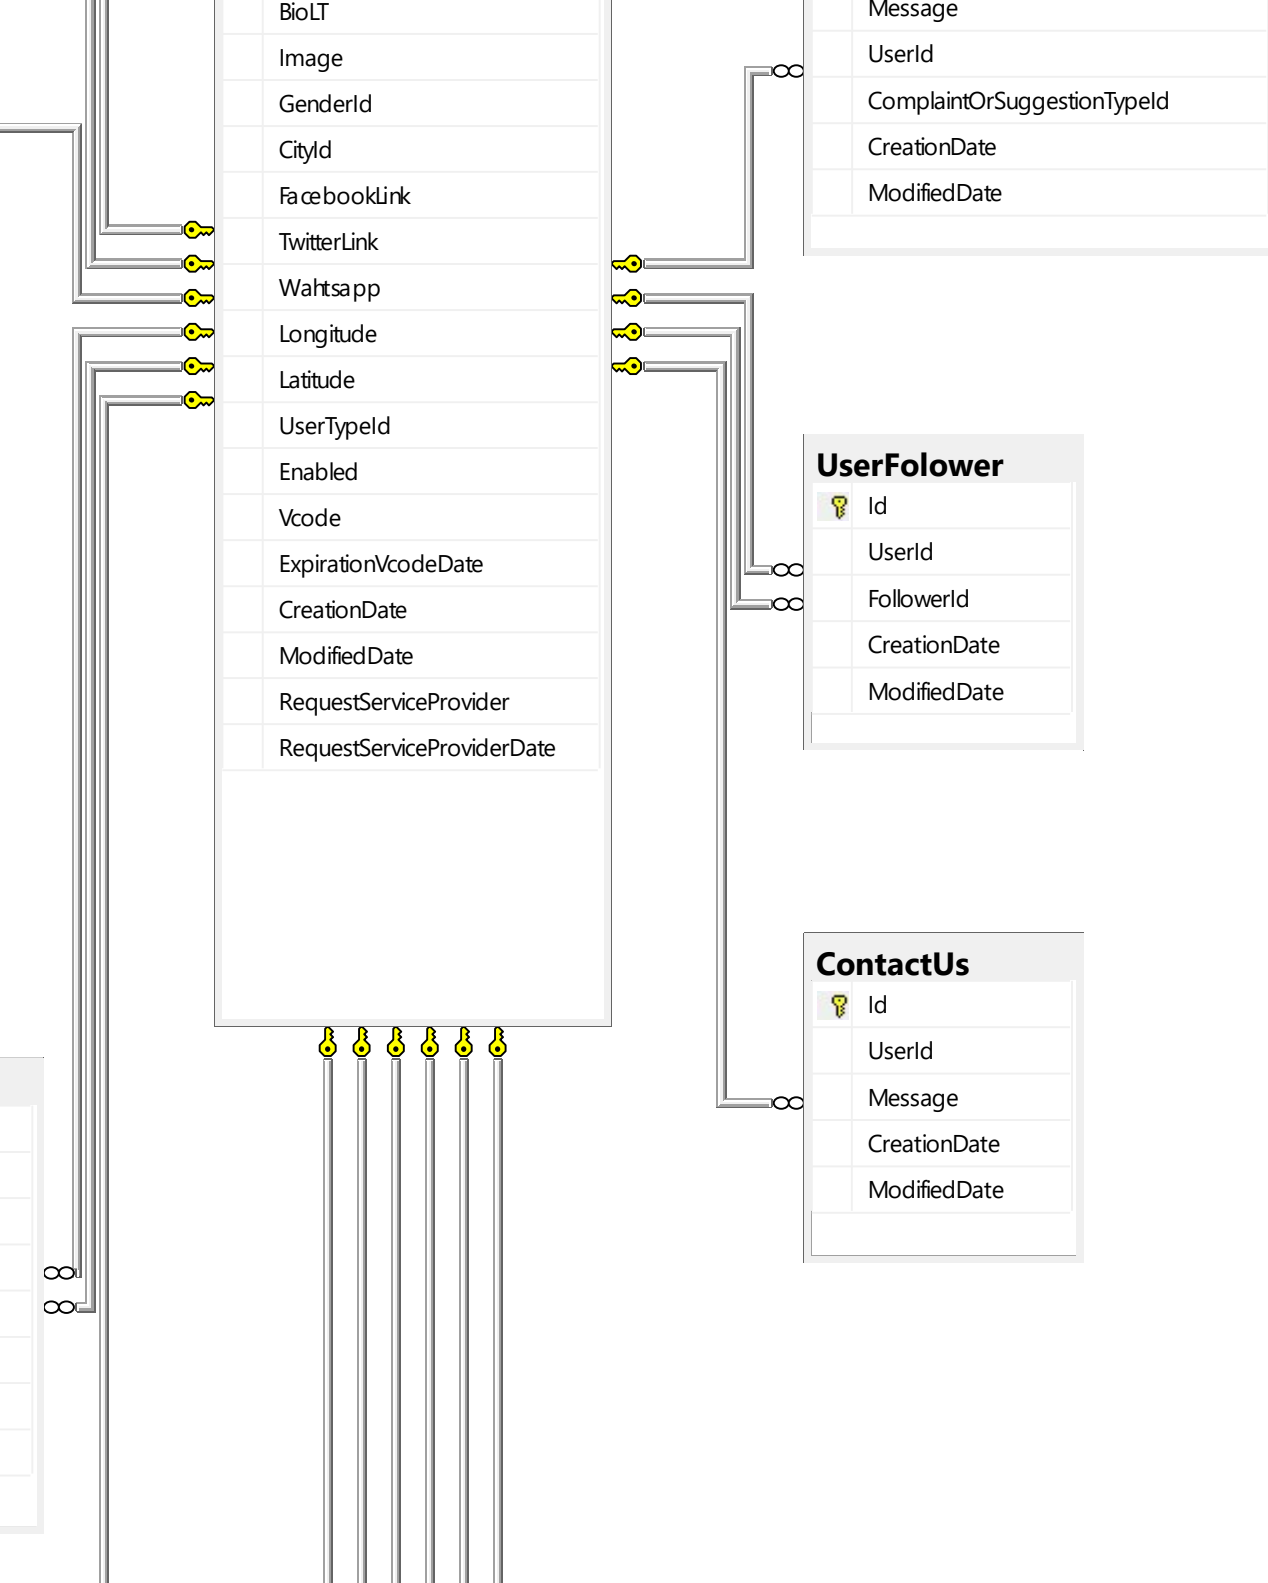 BioLT
Image
GenderId
CityId
FacebookLink
TwitterLink
Wahtsapp
Longitude
Latitude
UserTypeId
Enabled
Vcode
ExpirationVcodeDate
CreationDate
ModifiedDate
RequestServiceProvider
RequestServiceProviderDate
Message
UserId
ComplaintOrSuggestionTypeId
CreationDate
ModifiedDate
UserFolower
Id
UserId
FollowerId
CreationDate
ModifiedDate
ContactUs
Id
UserId
Message
CreationDate
ModifiedDate